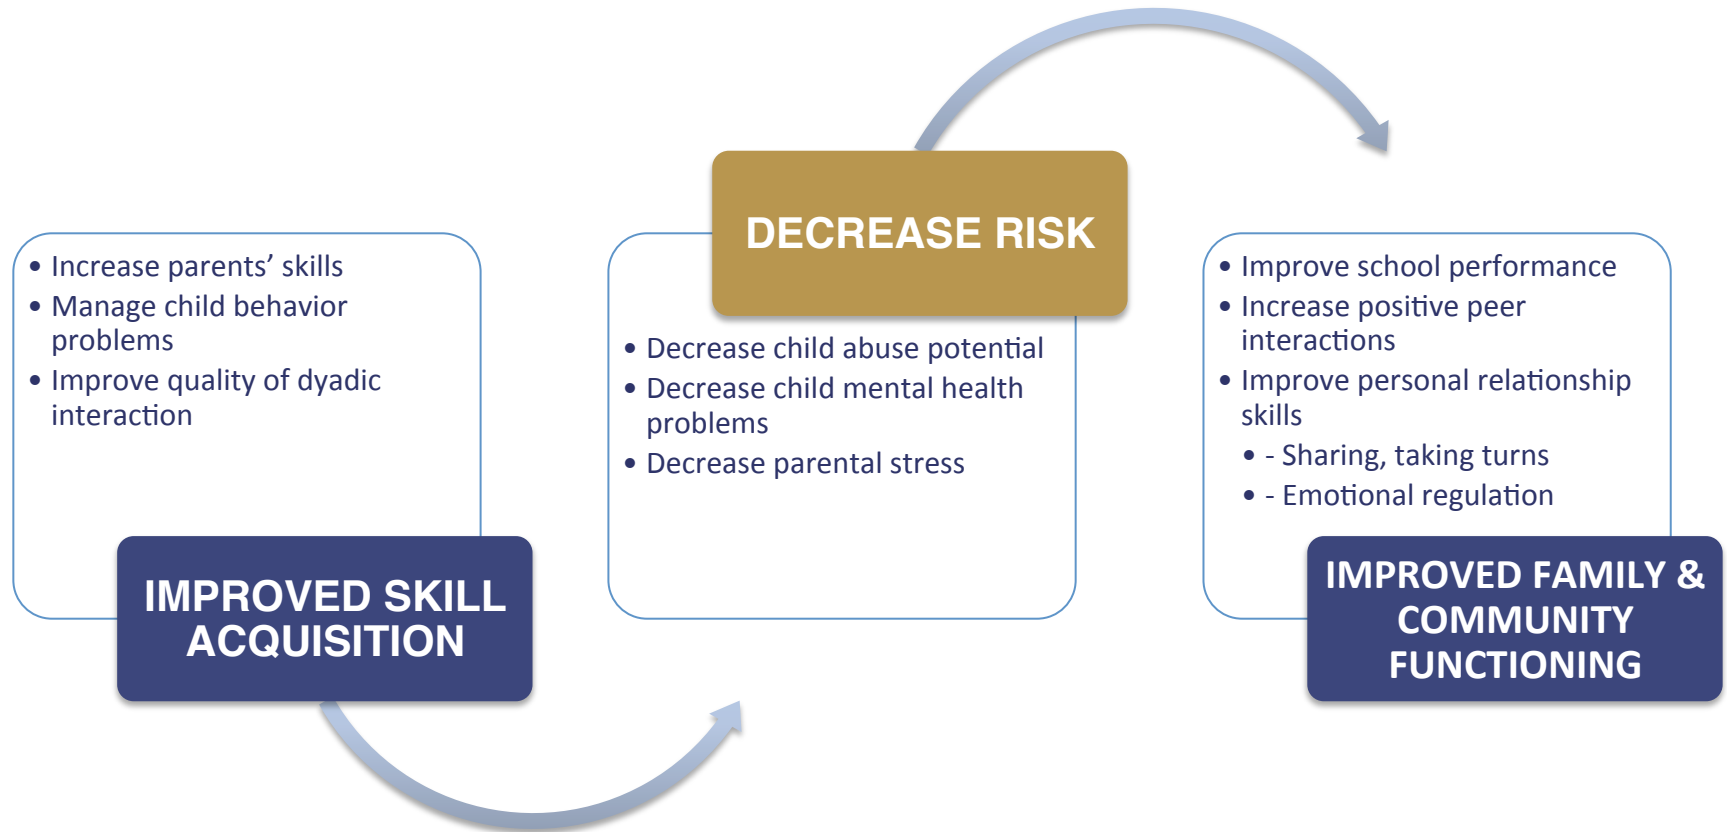 • Increase parents’ skills
• Manage child behavior
problems
• Improve quality of dyadic
interaction
IMPROVED SKILL
ACQUISITION
DECREASE RISK
• Decrease child abuse potential
• Decrease child mental health
problems
• Decrease parental stress
• Improve school performance
• Increase positive peer
interactions
• Improve personal relationship
skills
• - Sharing, taking turns
• - Emotional regulation
IMPROVED FAMILY &
COMMUNITY
FUNCTIONING